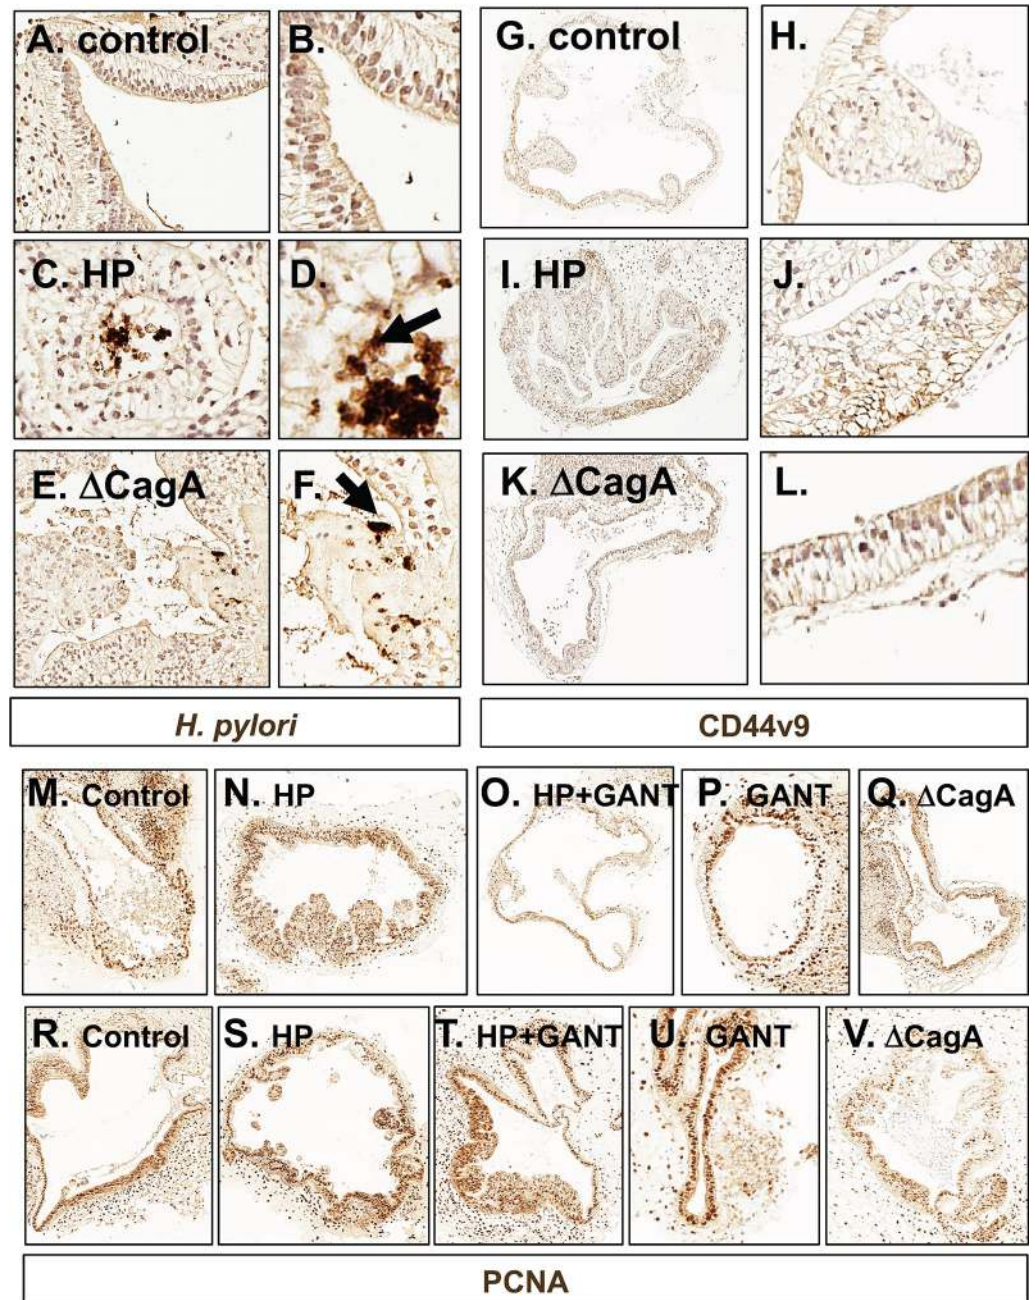 A. control
B.
G. control
H.
C. HP
D.
I. HP
J.
E. ΔCagA
F.
K. ΔCagA
L.
H. pylori
CD44v9
M. Control
N. HP
O. HP+GANT
P. GANT
Q. ΔCagA
R. Control
S. HP
T. HP+GANT
U. GANT
V. ΔCagA
PCNA